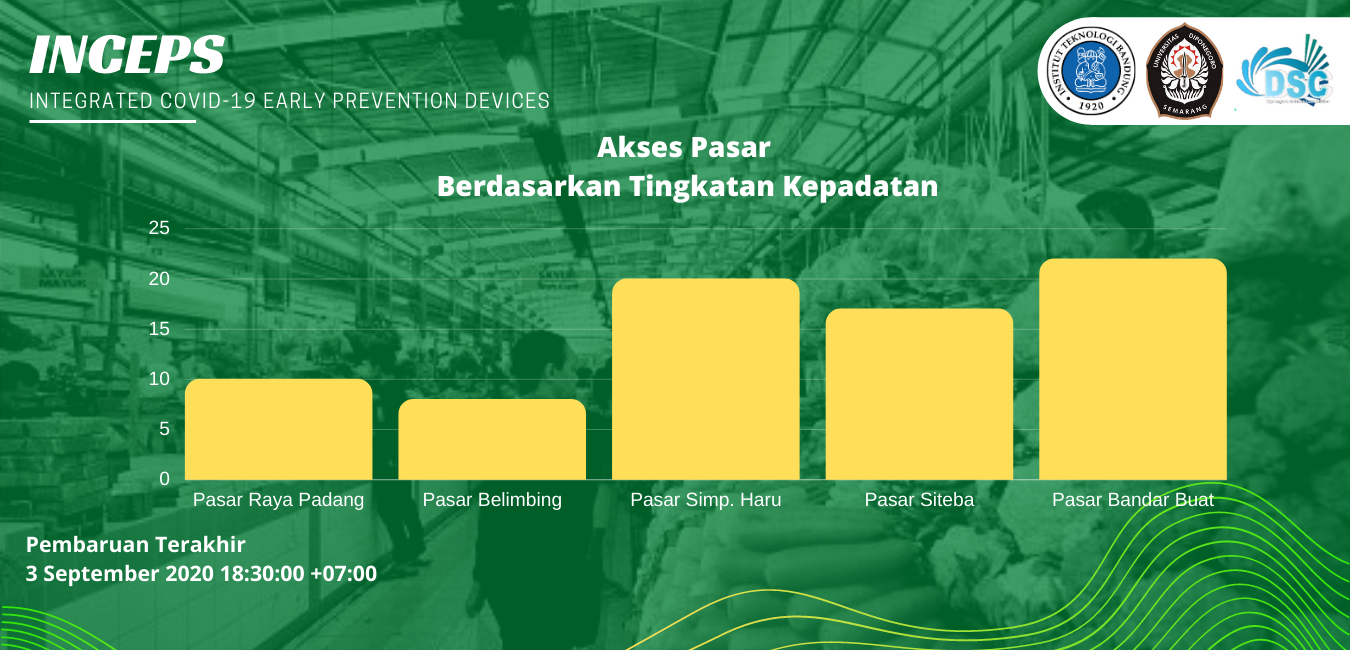 INCEPS
INTEGRATED COVID-19 EARLY PREVENTION DEVICES
INSTITUT TEKNOLOGI BANDUNG
1920
UNIVERSITAS DIPONEGORO
SEMARANG
DSC
Akses Pasar
Berdasarkan Tingkatan Kepadatan
25
20
15
10
5
0
Pasar Raya Padang
Pasar Belimbing
Pasar Simp. Haru
Pasar Siteba
Pasar Bandar Buat
Pembaruan Terakhir
3 September 2020 18:30:00 +07:00